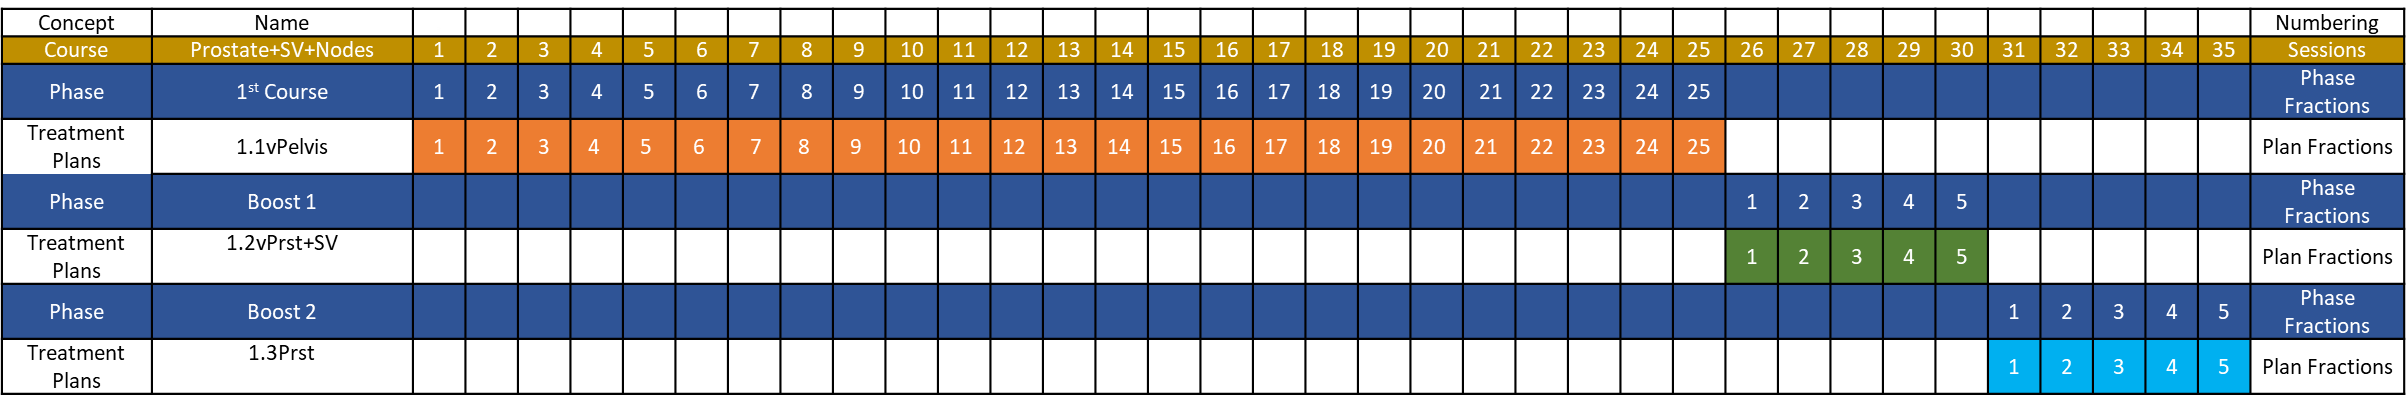 Concept Name Numbering
Course Prostate+SV+Nodes 1 2 3 4 5 6 7 8 9 10 11 12 13 14 15 16 17 18 19 20 21 22 23 24 25 26 27 28 29 30 31 32 33 34 35 Sessions
Phase 1st Course 1 2 3 4 5 6 7 8 9 10 11 12 13 14 15 16 17 18 19 20 21 22 23 24 25 Phase
Fractions
Treatment
Plans 1.1vPelvis 1 2 3 4 5 6 7 8 9 10 11 12 13 14 15 16 17 18 19 20 21 22 23 24 25 Plan Fractions
Phase Boost 1 1 2 3 4 5 Phase
Fractions
Treatment
Plans 1.2vPrst+SV 1 2 3 4 5 Plan Fractions
Phase Boost 2 1 2 3 4 5 Phase
Fractions
Treatment
Plans 1.3Prst 1 2 3 4 5 Plan Fractions